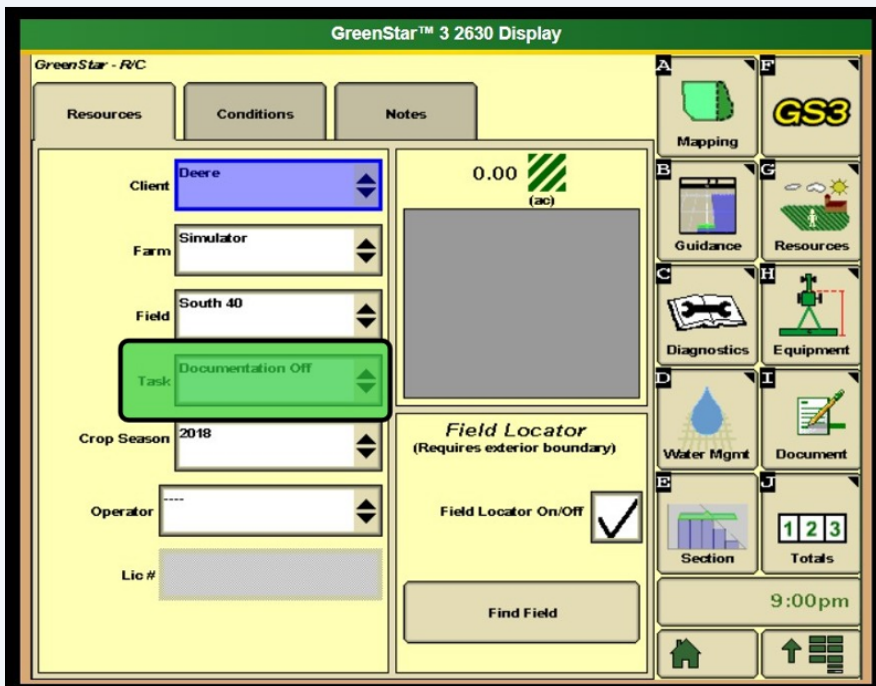 GreenStar™ 3 2630 Display
GreenStar - R/C
Resources
Conditions
Notes
Client
Deere
Farm
Simulator
Field
South 40
Task
Documentation Off
Crop Season
2018
Operator
----
Lic #
0.00
(ac)
Field Locator
(Requires exterior boundary)
Field Locator On/Off
Find Field
A
Mapping
F
GS3
B
Guidance
G
Resources
C
Diagnostics
H
Equipment
D
Water Mgmt
I
Document
E
Section
J
1 2 3
Totals
9:00pm